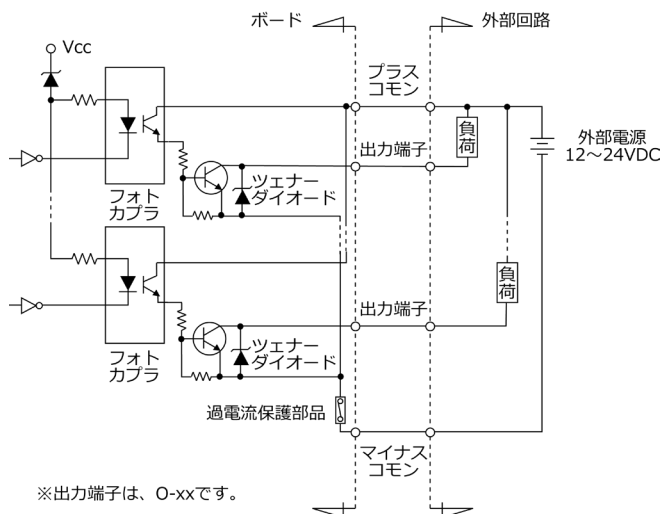 ボード
外部回路
Vcc
プラス
コモン
負荷
外部電源
12～24VDC
出力端子
ツェナー
ダイオード
フォト
カプラ
負荷
出力端子
ツェナー
ダイオード
フォト
カプラ
過電流保護部品
マイナス
コモン
※出力端子は、O-xxです。